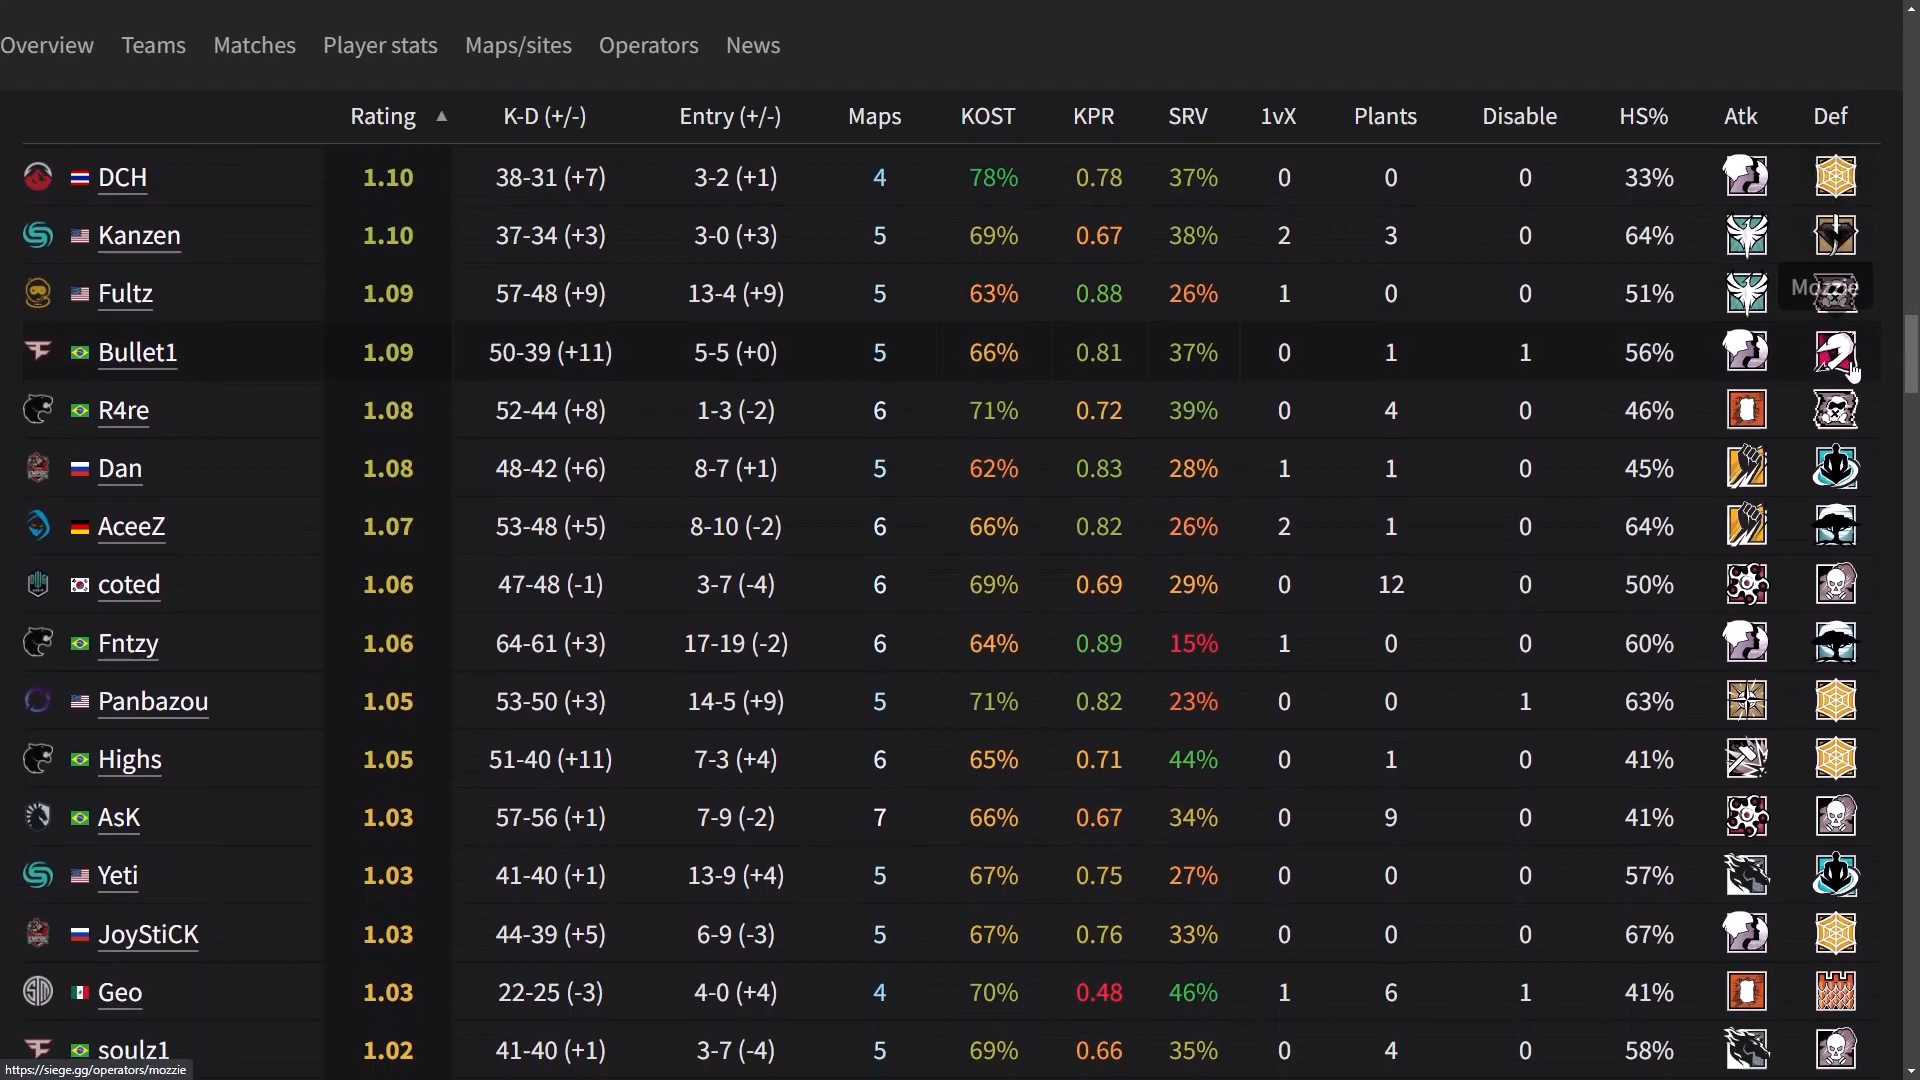 Overview Teams Matches Player stats Maps/sites Operators News
Rating ▲ K-D (+/-) Entry (+/-) Maps KOST KPR SRV 1vX Plants Disable HS% Atk Def
DCH 1.10 38-31 (+7) 3-2 (+1) 4 78% 0.78 37% 0 0 0 33%
Kanzen 1.10 37-34 (+3) 3-0 (+3) 5 69% 0.67 38% 2 3 0 64%
Fultz 1.09 57-48 (+9) 13-4 (+9) 5 63% 0.88 26% 1 0 0 51% Mozzie
Bullet1 1.09 50-39 (+11) 5-5 (+0) 5 66% 0.81 37% 0 1 1 56%
R4re 1.08 52-44 (+8) 1-3 (-2) 6 71% 0.72 39% 0 4 0 46%
Dan 1.08 48-42 (+6) 8-7 (+1) 5 62% 0.83 28% 1 1 0 45%
AceeZ 1.07 53-48 (+5) 8-10 (-2) 6 66% 0.82 26% 2 1 0 64%
coted 1.06 47-48 (-1) 3-7 (-4) 6 69% 0.69 29% 0 12 0 50%
Fntzy 1.06 64-61 (+3) 17-19 (-2) 6 64% 0.89 15% 1 0 0 60%
Panbazou 1.05 53-50 (+3) 14-5 (+9) 5 71% 0.82 23% 0 0 1 63%
Highs 1.05 51-40 (+11) 7-3 (+4) 6 65% 0.71 44% 0 1 0 41%
AsK 1.03 57-56 (+1) 7-9 (-2) 7 66% 0.67 34% 0 9 0 41%
Yeti 1.03 41-40 (+1) 13-9 (+4) 5 67% 0.75 27% 0 0 0 57%
JoyStiCK 1.03 44-39 (+5) 6-9 (-3) 5 67% 0.76 33% 0 0 0 67%
Geo 1.03 22-25 (-3) 4-0 (+4) 4 70% 0.48 46% 1 6 1 41%
soulz1 1.02 41-40 (+1) 3-7 (-4) 5 69% 0.66 35% 0 4 0 58%
https://siege.gg/operators/mozzie